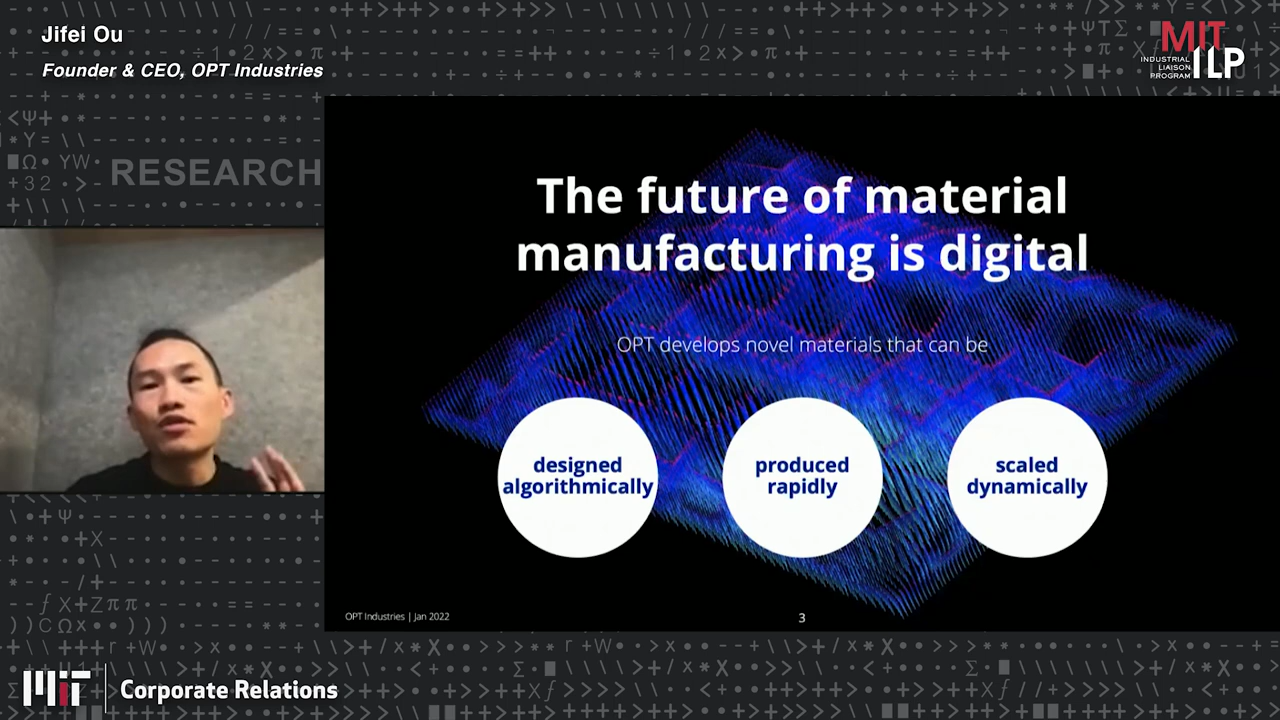 Jifei Ou
Founder & CEO, OPT Industries
MIT
INDUSTRIAL
LIAISON
PROGRAM
ILP
RESEARCH
The future of material
manufacturing is digital
OPT develops novel materials that can be
designed
algorithmically
produced
rapidly
scaled
dynamically
OPT Industries | Jan 2022
3
MIT
Corporate Relations